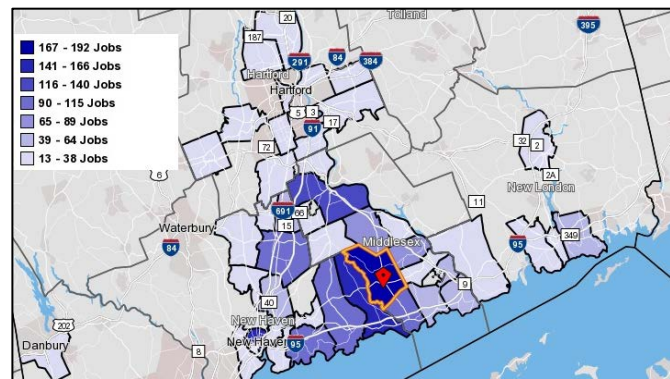 167 - 192 Jobs
141 - 166 Jobs
116 - 140 Jobs
90 - 115 Jobs
65 - 89 Jobs
39 - 64 Jobs
13 - 38 Jobs
Tolland
20
395
187
291
84
384
Hartford
Hartford
5
3
17
91
32
2
72
6
2A
New London
11
691
66
15
Waterbury
Middlesex
84
95
349
9
40
New Haven
New Haven
95
202
Danbury
8